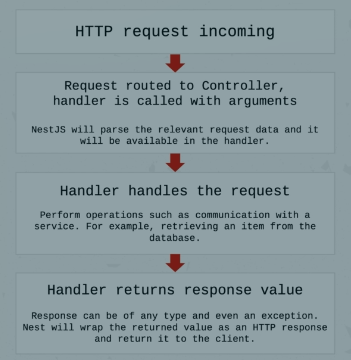 HTTP request incoming
Request routed to Controller,
handler is called with arguments
NestJS will parse the relevant request data and it
will be available in the handler.
Handler handles the request
Perform operations such as communication with a
service. For example, retrieving an item from the
database.
Handler returns response value
Response can be of any type and even an exception.
Nest will wrap the returned value as an HTTP response
and return it to the client.